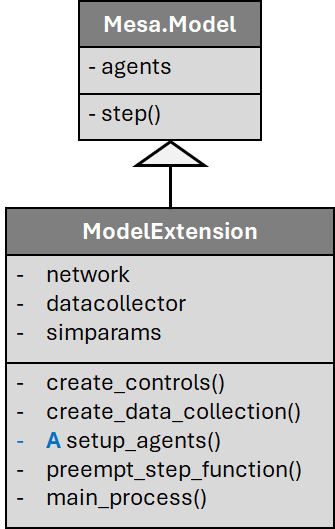 Mesa.Model
- agents
- step()
ModelExtension
- network
- datacollector
- simparams
- create_controls()
- create_data_collection()
- A setup_agents()
- preempt_step_function()
- main_process()